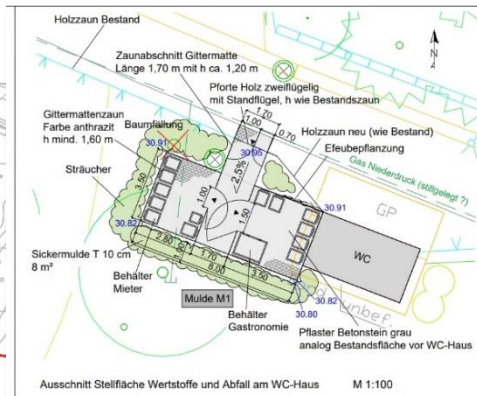 Holzzaun Bestand
N
Zaunabschnitt Gittermatte
Länge 1,70 m mit h ca. 1,20 m
Pforte Holz zweiflügelig
mit Standflügel, h wie Bestandszaun
Gittermattenzaun
Farbe anthrazit
h mind. 1,60 m
Baumfällung
1.70
1.00
0.70
Holzzaun neu (wie Bestand)
Efeubepflanzung
Gas Niederdruck (stillgelegt ?)
30.91
30.95
2,5%
Sträucher
3.50
1.00
1.50
30.91
GP
30.82
WC
Sickermulde T 10 cm
8 m²
2.80
1.70
8.00
3.50
Behälter
Mieter
Mulde M1
Behälter
Gastronomie
30.82
30.80
unbef.
Pflaster Betonstein grau
analog Bestandsfläche vor WC-Haus
Ausschnitt Stellfläche Wertstoffe und Abfall am WC-Haus M 1:100